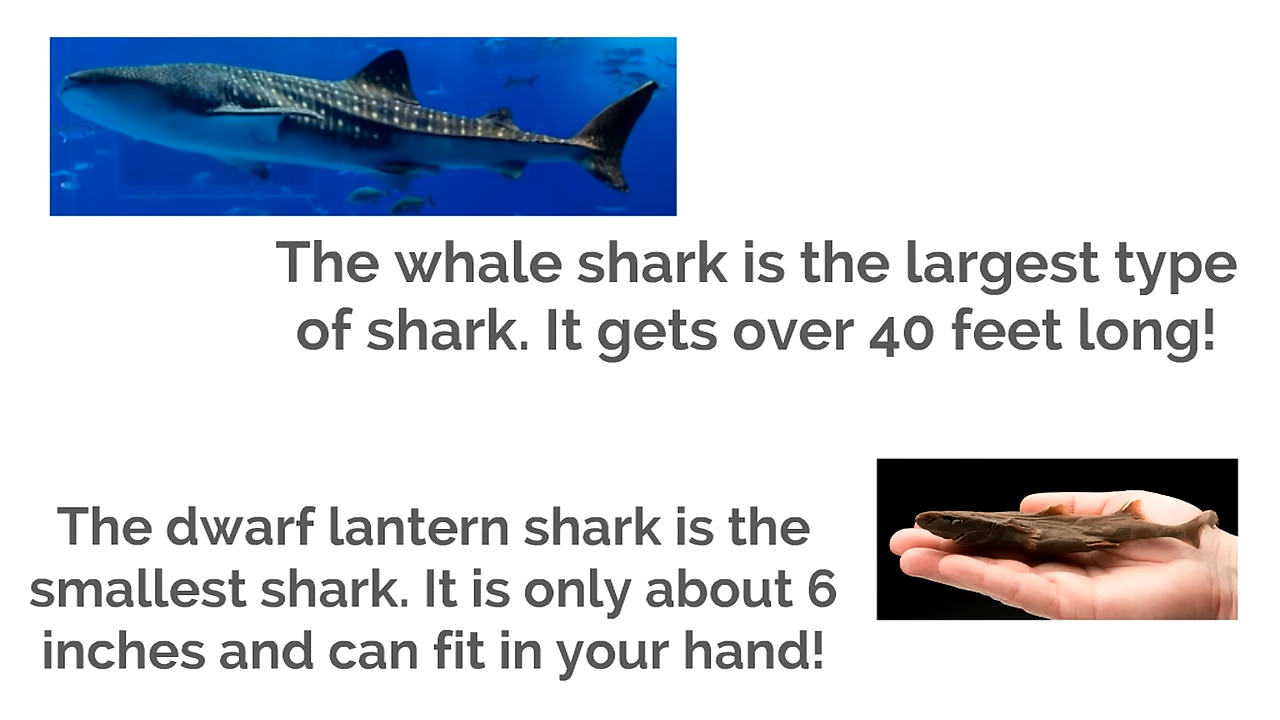 The whale shark is the largest type
of shark. It gets over 40 feet long!
The dwarf lantern shark is the
smallest shark. It is only about 6
inches and can fit in your hand!